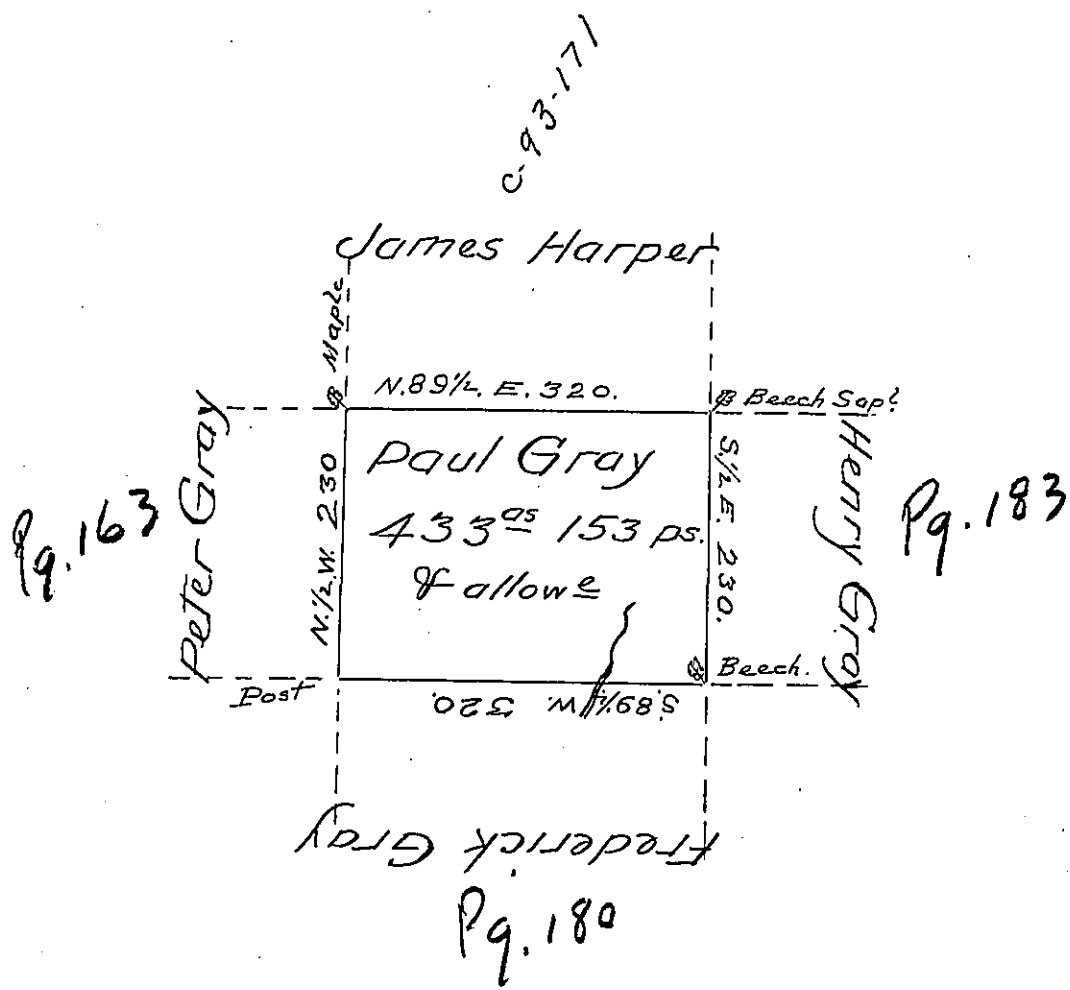 C-93-171
James Harper
Maple
N.89½. E. 320.
Beech Sapl
Peter Gray
Pg. 163
N.½.W. 230
Paul Gray
433as 153 ps.
& allowe
S.½ E. 230.
Henry Gray
Pg. 183
Post
Beech.
S.89½ W. 320.
Frederick Gray
Pg. 180